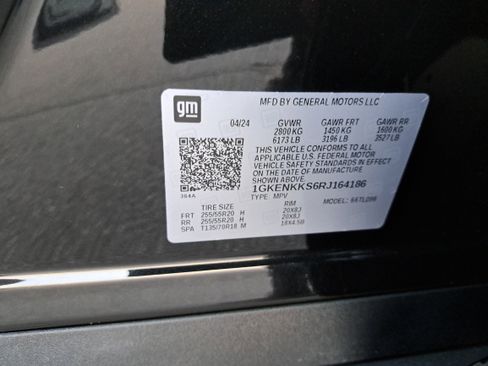 gm
MFD BY GENERAL MOTORS LLC
04/24 GVWR GAWR FRT GAWR RR
2800 KG 1450 KG 1600 KG
6173 LB 3196 LB 3527 LB
THIS VEHICLE CONFORMS TO ALL
APPLICABLE U.S. FEDERAL MOTOR
VEHICLE SAFETY STANDARDS IN EFFECT
ON THE DATE OF MANUFACTURE SHOWN ABOVE.
1GKENKKS6RJ164186
TYPE: MPV MODEL:
TIRE SIZE RIM
FRT 255/55R20 H 20X8J
RR 255/55R20 H 20X8J
SPA T135/70R18 M 18X4.5B